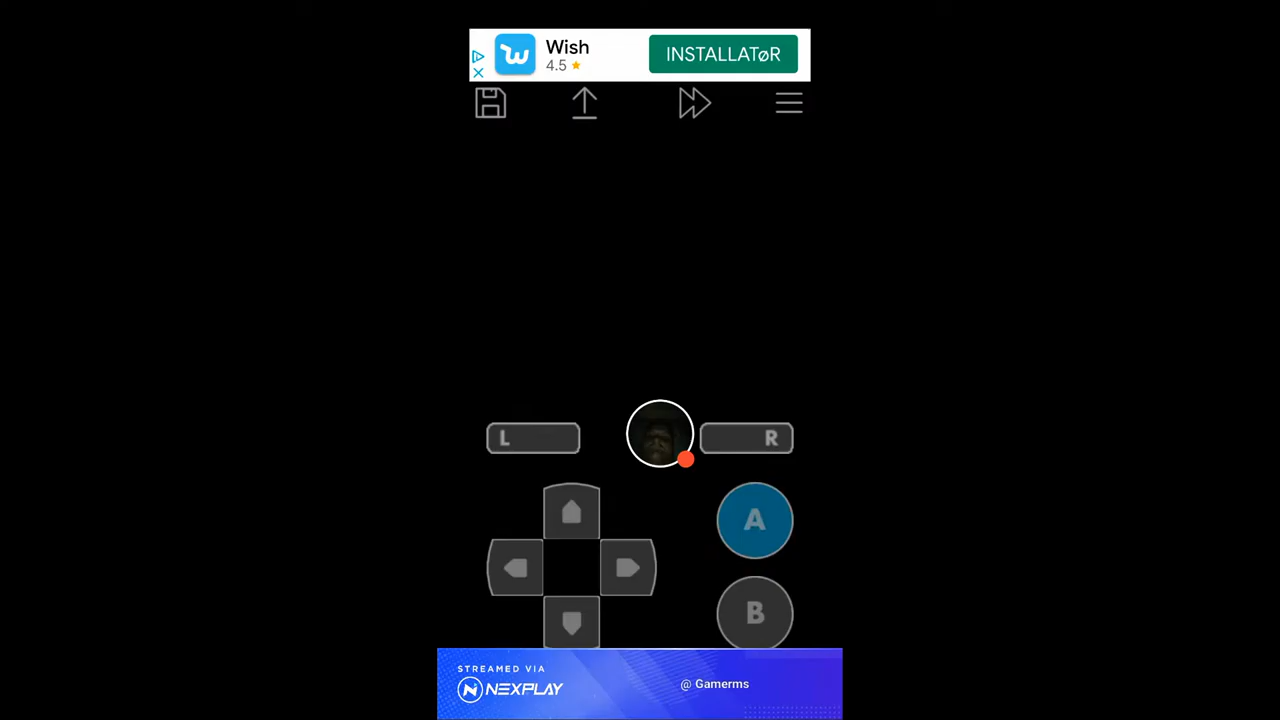 Wish
4.5
INSTALLATØR
L
R
A
B
STREAMED VIA
NEXPLAY
@ Gamerms